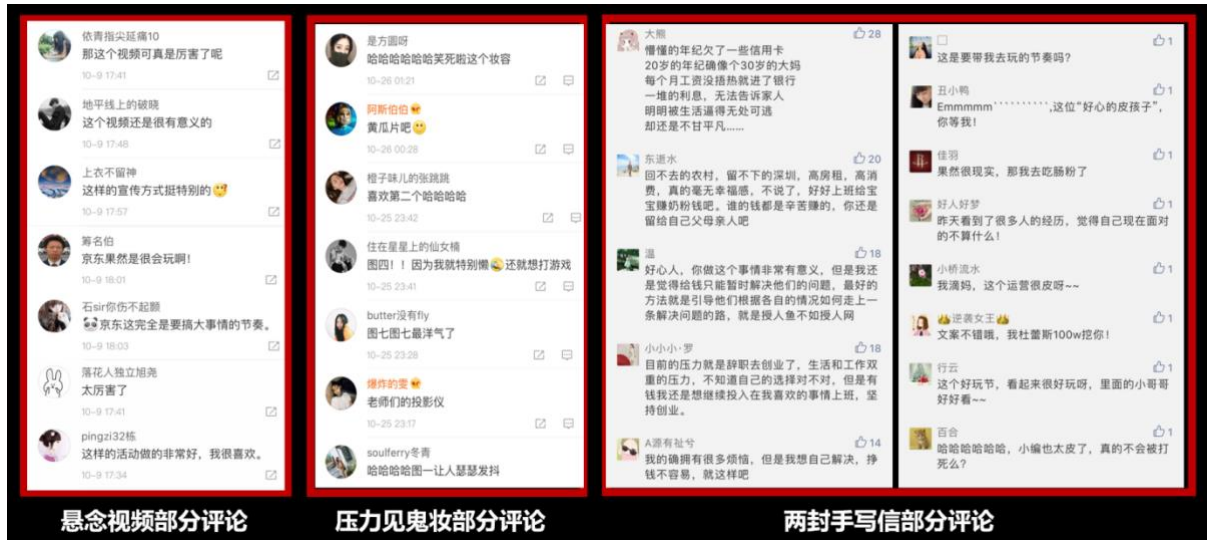 依青指尖延痛10
那这个视频可真是厉害了呢
10-9 17:41
地平线上的破晓
这个视频还是很有意义的
10-9 17:48
上衣不留神
这样的宣传方式挺特别的
10-9 17:57
筹名伯
京东果然是很会玩啊！
10-9 18:01
石sir你伤不起颢
京东这完全是要搞大事情的节奏。
10-9 18:03
落花人独立旭尧
太厉害了
10-9 17:41
pingzi32栋
这样的活动做的非常好，我很喜欢。
10-9 17:34
悬念视频部分评论
是方圆呀
哈哈哈哈哈哈笑死啦这个妆容
10-26 01:21
阿斯伯伯
黄瓜片吧
10-26 00:28
橙子味儿的张跳跳
喜欢第二个哈哈哈哈
10-25 23:42
住在星星上的仙女楠
图四！！因为我就特别懒还就想打游戏
10-25 23:41
butter没有fly
图七图七最洋气了
10-25 23:28
爆炸的雯
老师们的投影仪
10-25 23:17
soulferry冬青
哈哈哈哈图一让人瑟瑟发抖
压力见鬼妆部分评论
大熊
28
懵懂的年纪欠了一些信用卡
20岁的年纪确像个30岁的大妈
每个月工资没捂热就进了银行
一堆的利息，无法告诉家人
明明被生活逼得无处可逃
却还是不甘平凡……
东逝水
20
回不去的农村，留不下的深圳，高房租，高消
费，真的毫无幸福感，不说了，好好上班给宝
宝赚奶粉钱吧。谁的钱都是辛苦赚的，你还是
留给自己父母亲人吧
温
18
好心人，你做这个事情非常有意义，但是我还
是觉得给钱只能暂时解决他们的问题，最好的
方法就是引导他们根据各自的情况如何走上一
条解决问题的路，就是授人鱼不如授人网
小小小·罗
18
目前的压力就是辞职去创业了，生活和工作双
重的压力，不知道自己的选择对不对，但是有
钱我还是想继续投入在我喜欢的事情上班，坚
持创业。
A源有祉兮
14
我的确拥有很多烦恼，但是我想自己解决，挣
钱不容易，就这样吧
1
这是要带我去玩的节奏吗？
丑小鸭
1
Emmmmm``````````,这位“好心的皮孩子”，
你等我！
佳羽
1
果然很现实，那我去吃肠粉了
好人好梦
1
昨天看到了很多人的经历，觉得自己现在面对
的不算什么！
小桥流水
1
我滴妈，这个运营很皮呀~~
逆袭女王
1
文案不错哦，我杜蕾斯100w挖你！
行云
1
这个好玩节，看起来很好玩呀，里面的小哥哥
好好看~~
百合
1
哈哈哈哈哈哈，小编也太皮了，真的不会被打
死么？
两封手写信部分评论